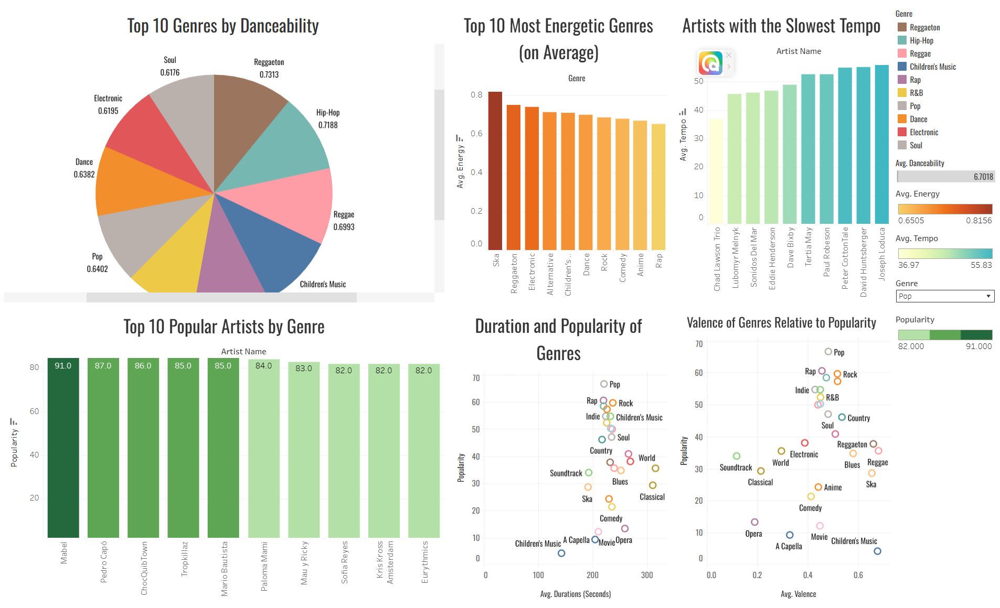 Top 10 Genres by Danceability
Soul
0.6176
Reggaeton
0.7313
Electronic
0.6195
Hip-Hop
0.7188
Dance
0.6382
Reggae
0.6993
Pop
0.6402
Children's Music
Top 10 Most Energetic Genres
(on Average)
Genre
Avg. Energy
0.8
0.6
0.4
0.2
0.0
Ska
Reggaeton
Electronic
Alternative
Children's ..
Dance
Rock
Comedy
Anime
Rap
Artists with the Slowest Tempo
Artist Name
Avg. Tempo
50
40
30
20
10
0
Chad Lawson Trio
Lubomyr Melnyk
Sonidos Del Mar
Eddie Henderson
Dave Bixby
Tertia May
Paul Robeson
Peter CottonTale
David Huntsberger
Joseph Loduca
Genre
Reggaeton
Hip-Hop
Reggae
Children's Music
Rap
R&B
Pop
Dance
Electronic
Soul
Avg. Danceability
6.7018
Avg. Energy
0.6505 0.8156
Avg. Tempo
36.97 55.83
Genre
Pop
Popularity
82.000 91.000
Top 10 Popular Artists by Genre
Artist Name
Popularity
80
60
40
20
91.0 87.0 86.0 85.0 85.0 84.0 83.0 82.0 82.0 82.0
Mabel
Pedro Capó
ChocQuibTown
Tropkillaz
Mario Bautista
Paloma Mami
Mau y Ricky
Sofia Reyes
Kris Kross
Amsterdam
Eurythmics
Duration and Popularity of
Genres
Popularity
70
60
50
40
30
20
10
0
Pop
Rap
Rock
Indie
Children's Music
Soul
Country
World
Soundtrack
Blues
Ska
Classical
Comedy
Children's Music
A Capella
Movie
Opera
0 100 200 300
Avg. Durations (Seconds)
Valence of Genres Relative to Popularity
Popularity
70
60
50
40
30
20
10
0
Pop
Rap
Rock
Indie
R&B
Country
Soul
Reggaeton
Electronic
Reggae
World
Blues
Soundtrack
Classical
Ska
Anime
Comedy
Opera
Movie
Children's Music
A Capella
0.0 0.2 0.4 0.6
Avg. Valence